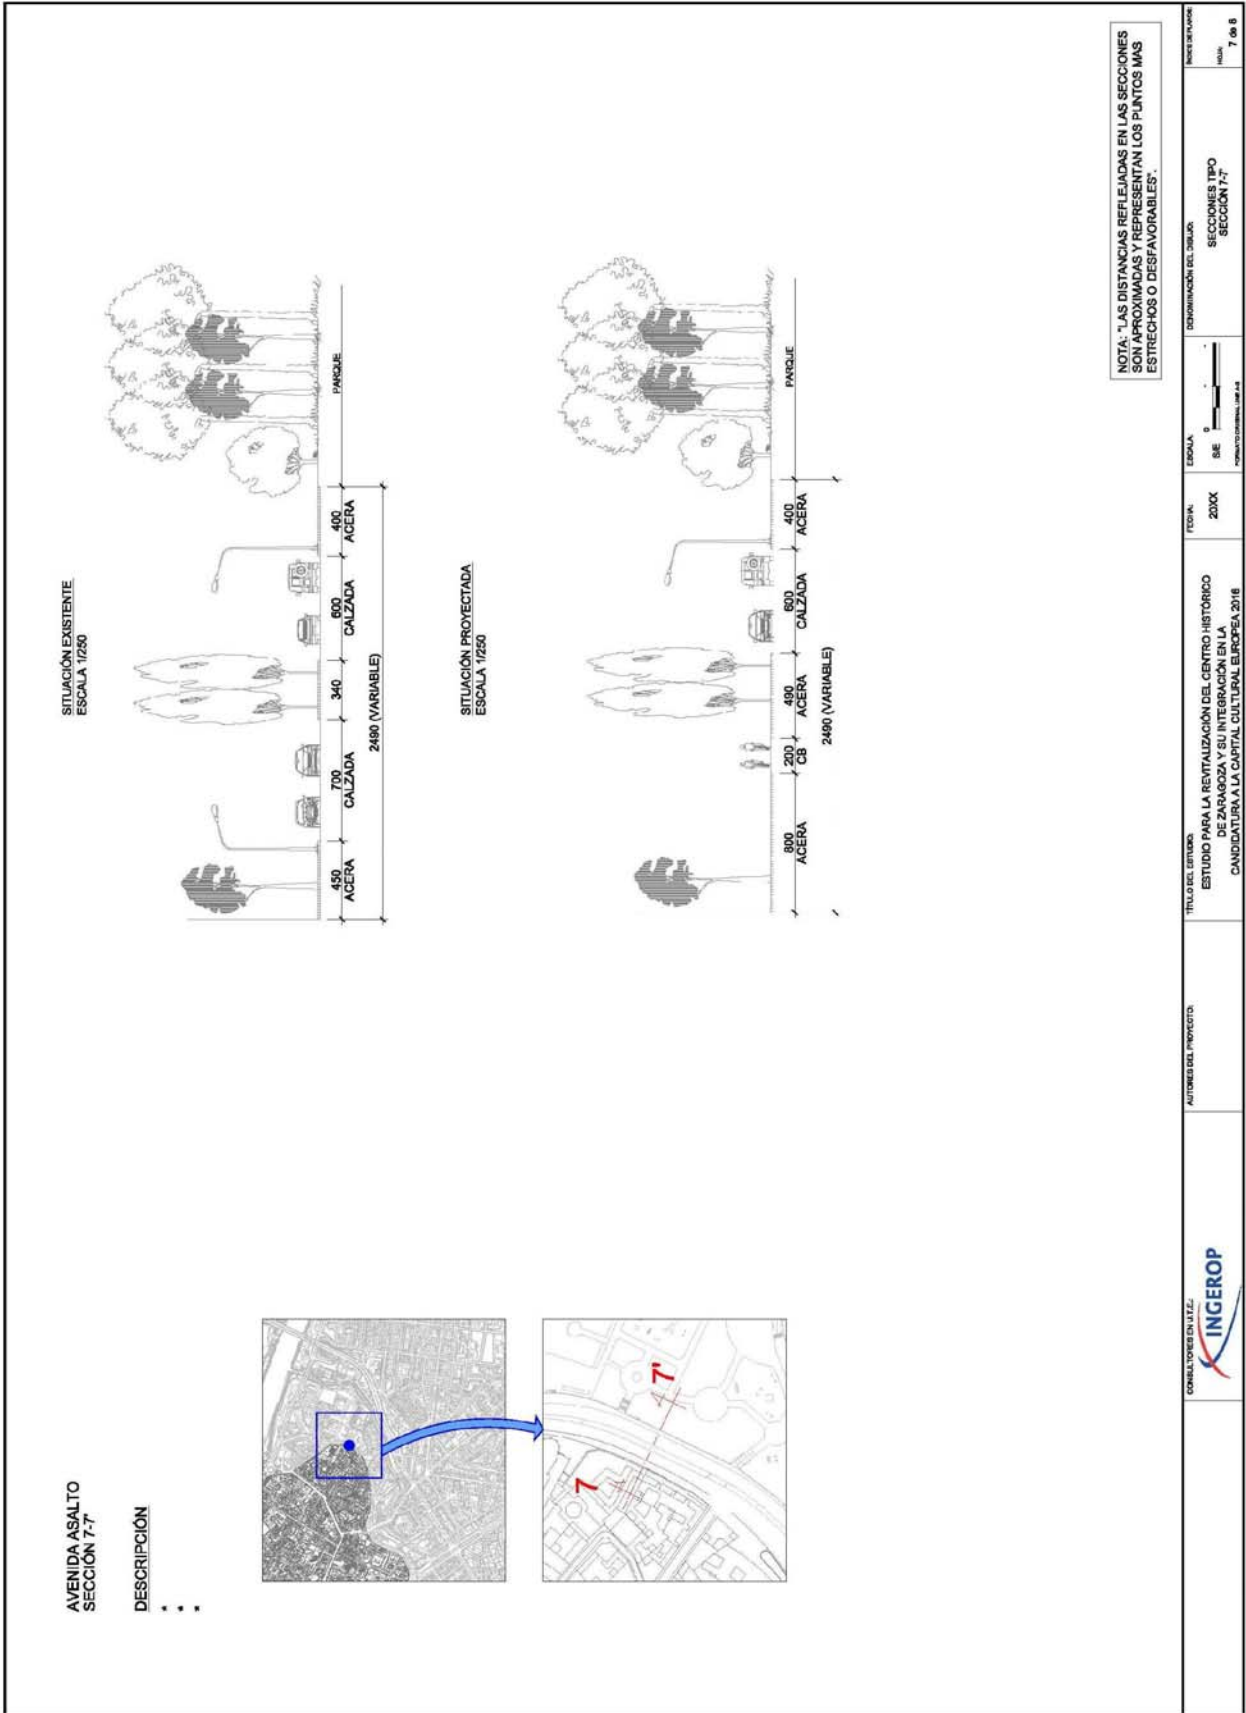 AVENIDA ASALTO
SECCIÓN 7-7'
DESCRIPCIÓN
*
*
*
7
7'
SITUACIÓN EXISTENTE
ESCALA 1/250
450
ACERA
700
CALZADA
340
600
CALZADA
400
ACERA
PARQUE
2490 (VARIABLE)
SITUACIÓN PROYECTADA
ESCALA 1/250
800
ACERA
200
CB
490
ACERA
600
CALZADA
400
ACERA
PARQUE
2490 (VARIABLE)
NOTA: "LAS DISTANCIAS REFLEJADAS EN LAS SECCIONES
SON APROXIMADAS Y REPRESENTAN LOS PUNTOS MAS
ESTRECHOS O DESFAVORABLES".
CONSULTORES EN U.T.E.:
INGEROP
AUTORES DEL PROYECTO:
TÍTULO DEL ESTUDIO:
ESTUDIO PARA LA REVITALIZACIÓN DEL CENTRO HISTÓRICO
DE ZARAGOZA Y SU INTEGRACIÓN EN LA
CANDIDATURA A LA CAPITAL CULTURAL EUROPEA 2016
FECHA:
20XX
ESCALA:
S/E
0
DENOMINACIÓN DEL DIBUJO:
SECCIONES TIPO
SECCIÓN 7-7'
HOJA:
7 de 8